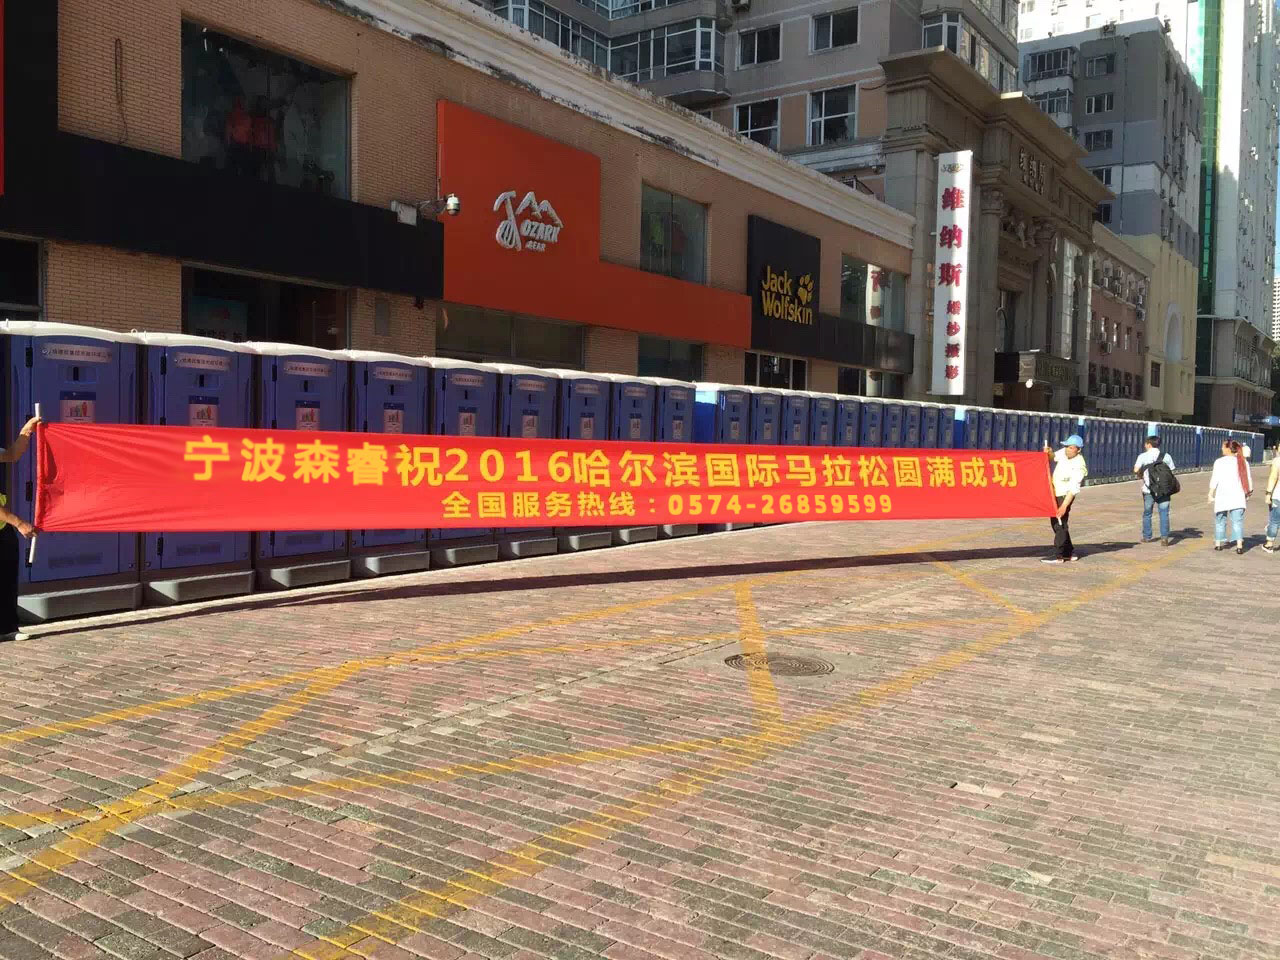 OZARK
GEAR
Jack
Wolfskin
维纳斯婚纱摄影
宁波森睿祝2016哈尔滨国际马拉松圆满成功
全国服务热线：0574-26859599